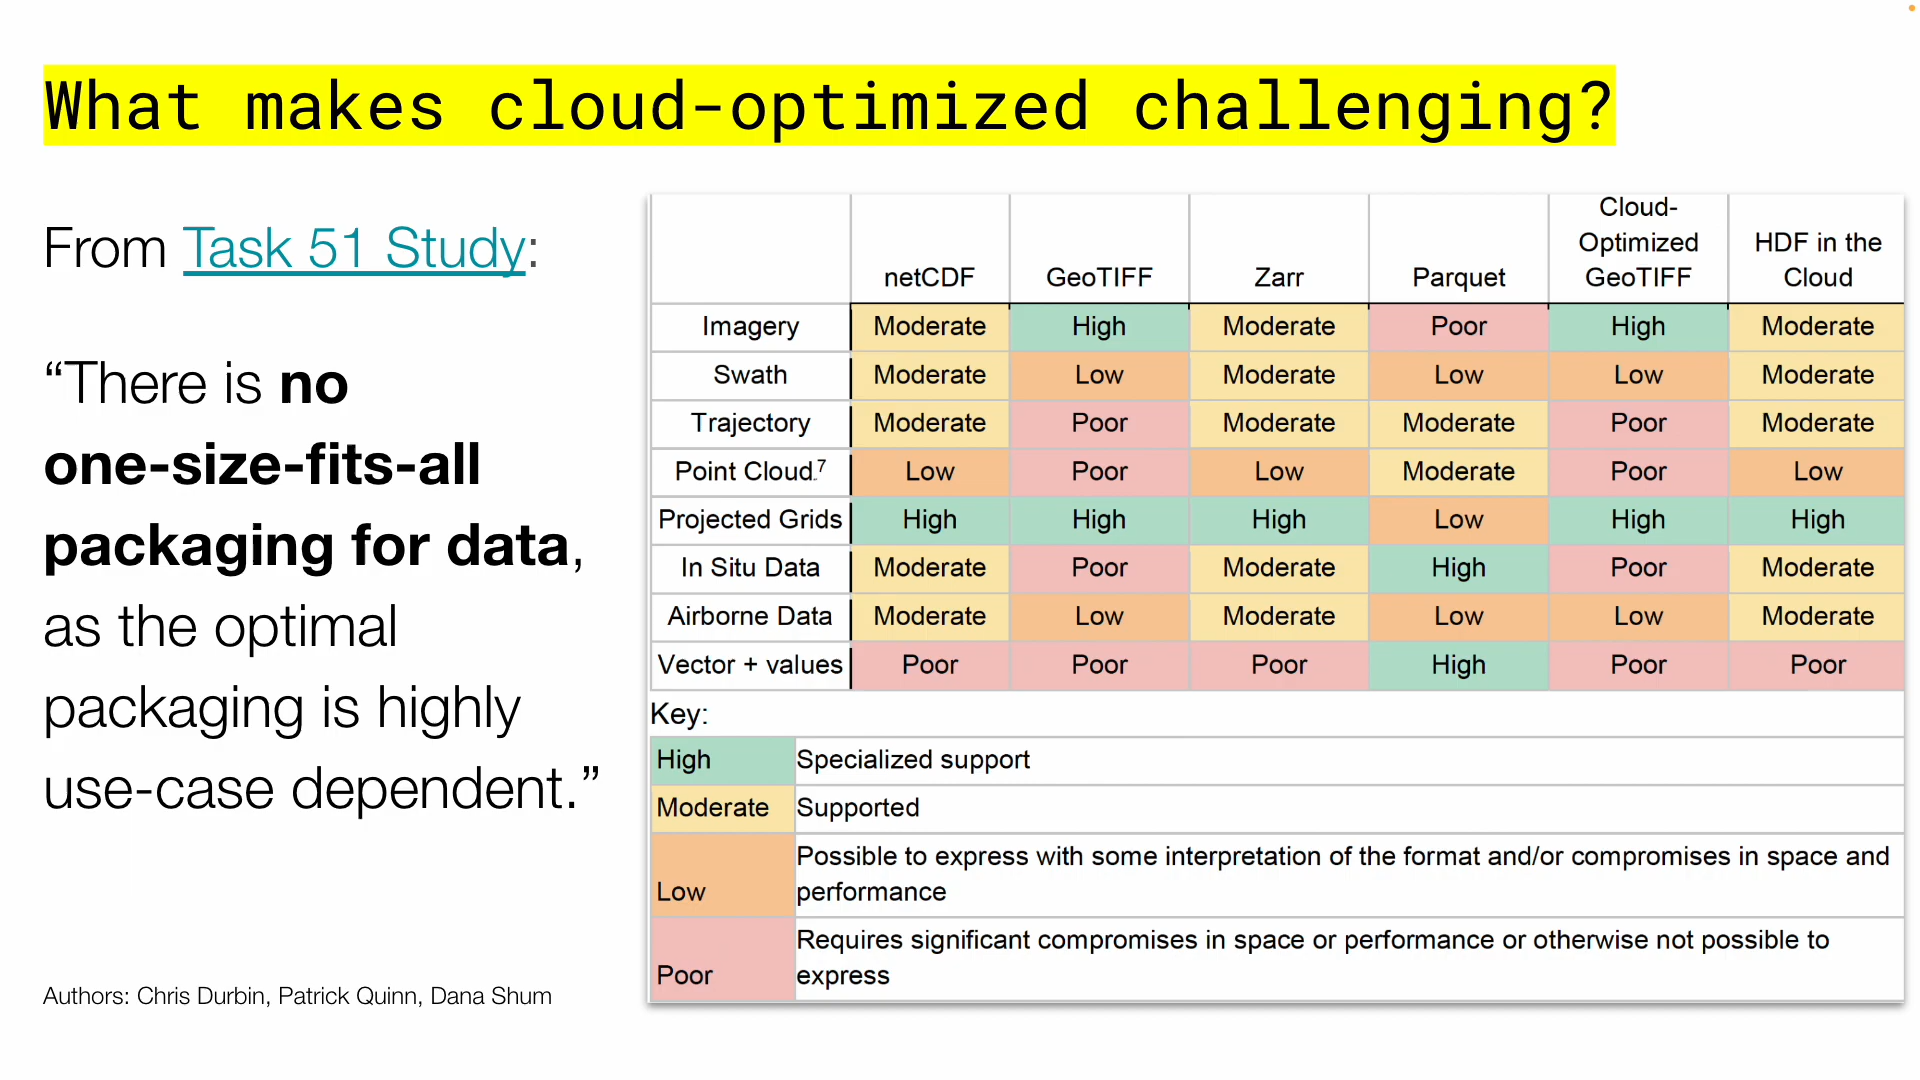 What makes cloud-optimized challenging?
From Task 51 Study:
“There is no
one-size-fits-all
packaging for data,
as the optimal
packaging is highly
use-case dependent.”
Authors: Chris Durbin, Patrick Quinn, Dana Shum
netCDF GeoTIFF Zarr Parquet Cloud-Optimized GeoTIFF HDF in the Cloud
Imagery Moderate High Moderate Poor High Moderate
Swath Moderate Low Moderate Low Low Moderate
Trajectory Moderate Poor Moderate Moderate Poor Moderate
Point Cloud.7 Low Poor Low Moderate Poor Low
Projected Grids High High High Low High High
In Situ Data Moderate Poor Moderate High Poor Moderate
Airborne Data Moderate Low Moderate Low Low Moderate
Vector + values Poor Poor Poor High Poor Poor
Key:
High Specialized support
Moderate Supported
Low Possible to express with some interpretation of the format and/or compromises in space and
performance
Poor Requires significant compromises in space or performance or otherwise not possible to
express